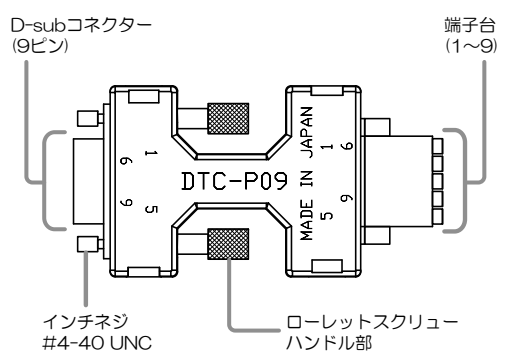 D-subコネクター
(9ピン)
端子台
(1～9)
1
6
9
5
DTC-P09
MADE IN JAPAN
1
6
5
9
インチネジ
#4-40 UNC
ローレットスクリュー
ハンドル部